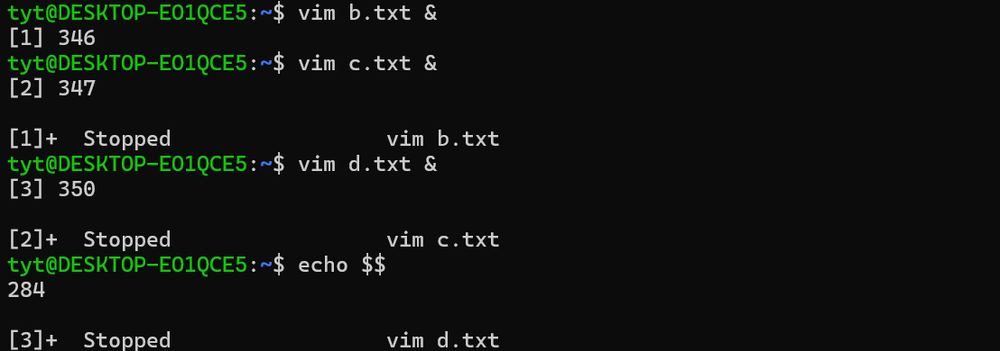 tyt@DESKTOP-EO1QCE5:~$ vim b.txt &
[1] 346
tyt@DESKTOP-EO1QCE5:~$ vim c.txt &
[2] 347

[1]+  Stopped                 vim b.txt
tyt@DESKTOP-EO1QCE5:~$ vim d.txt &
[3] 350

[2]+  Stopped                 vim c.txt
tyt@DESKTOP-EO1QCE5:~$ echo $$
284

[3]+  Stopped                 vim d.txt